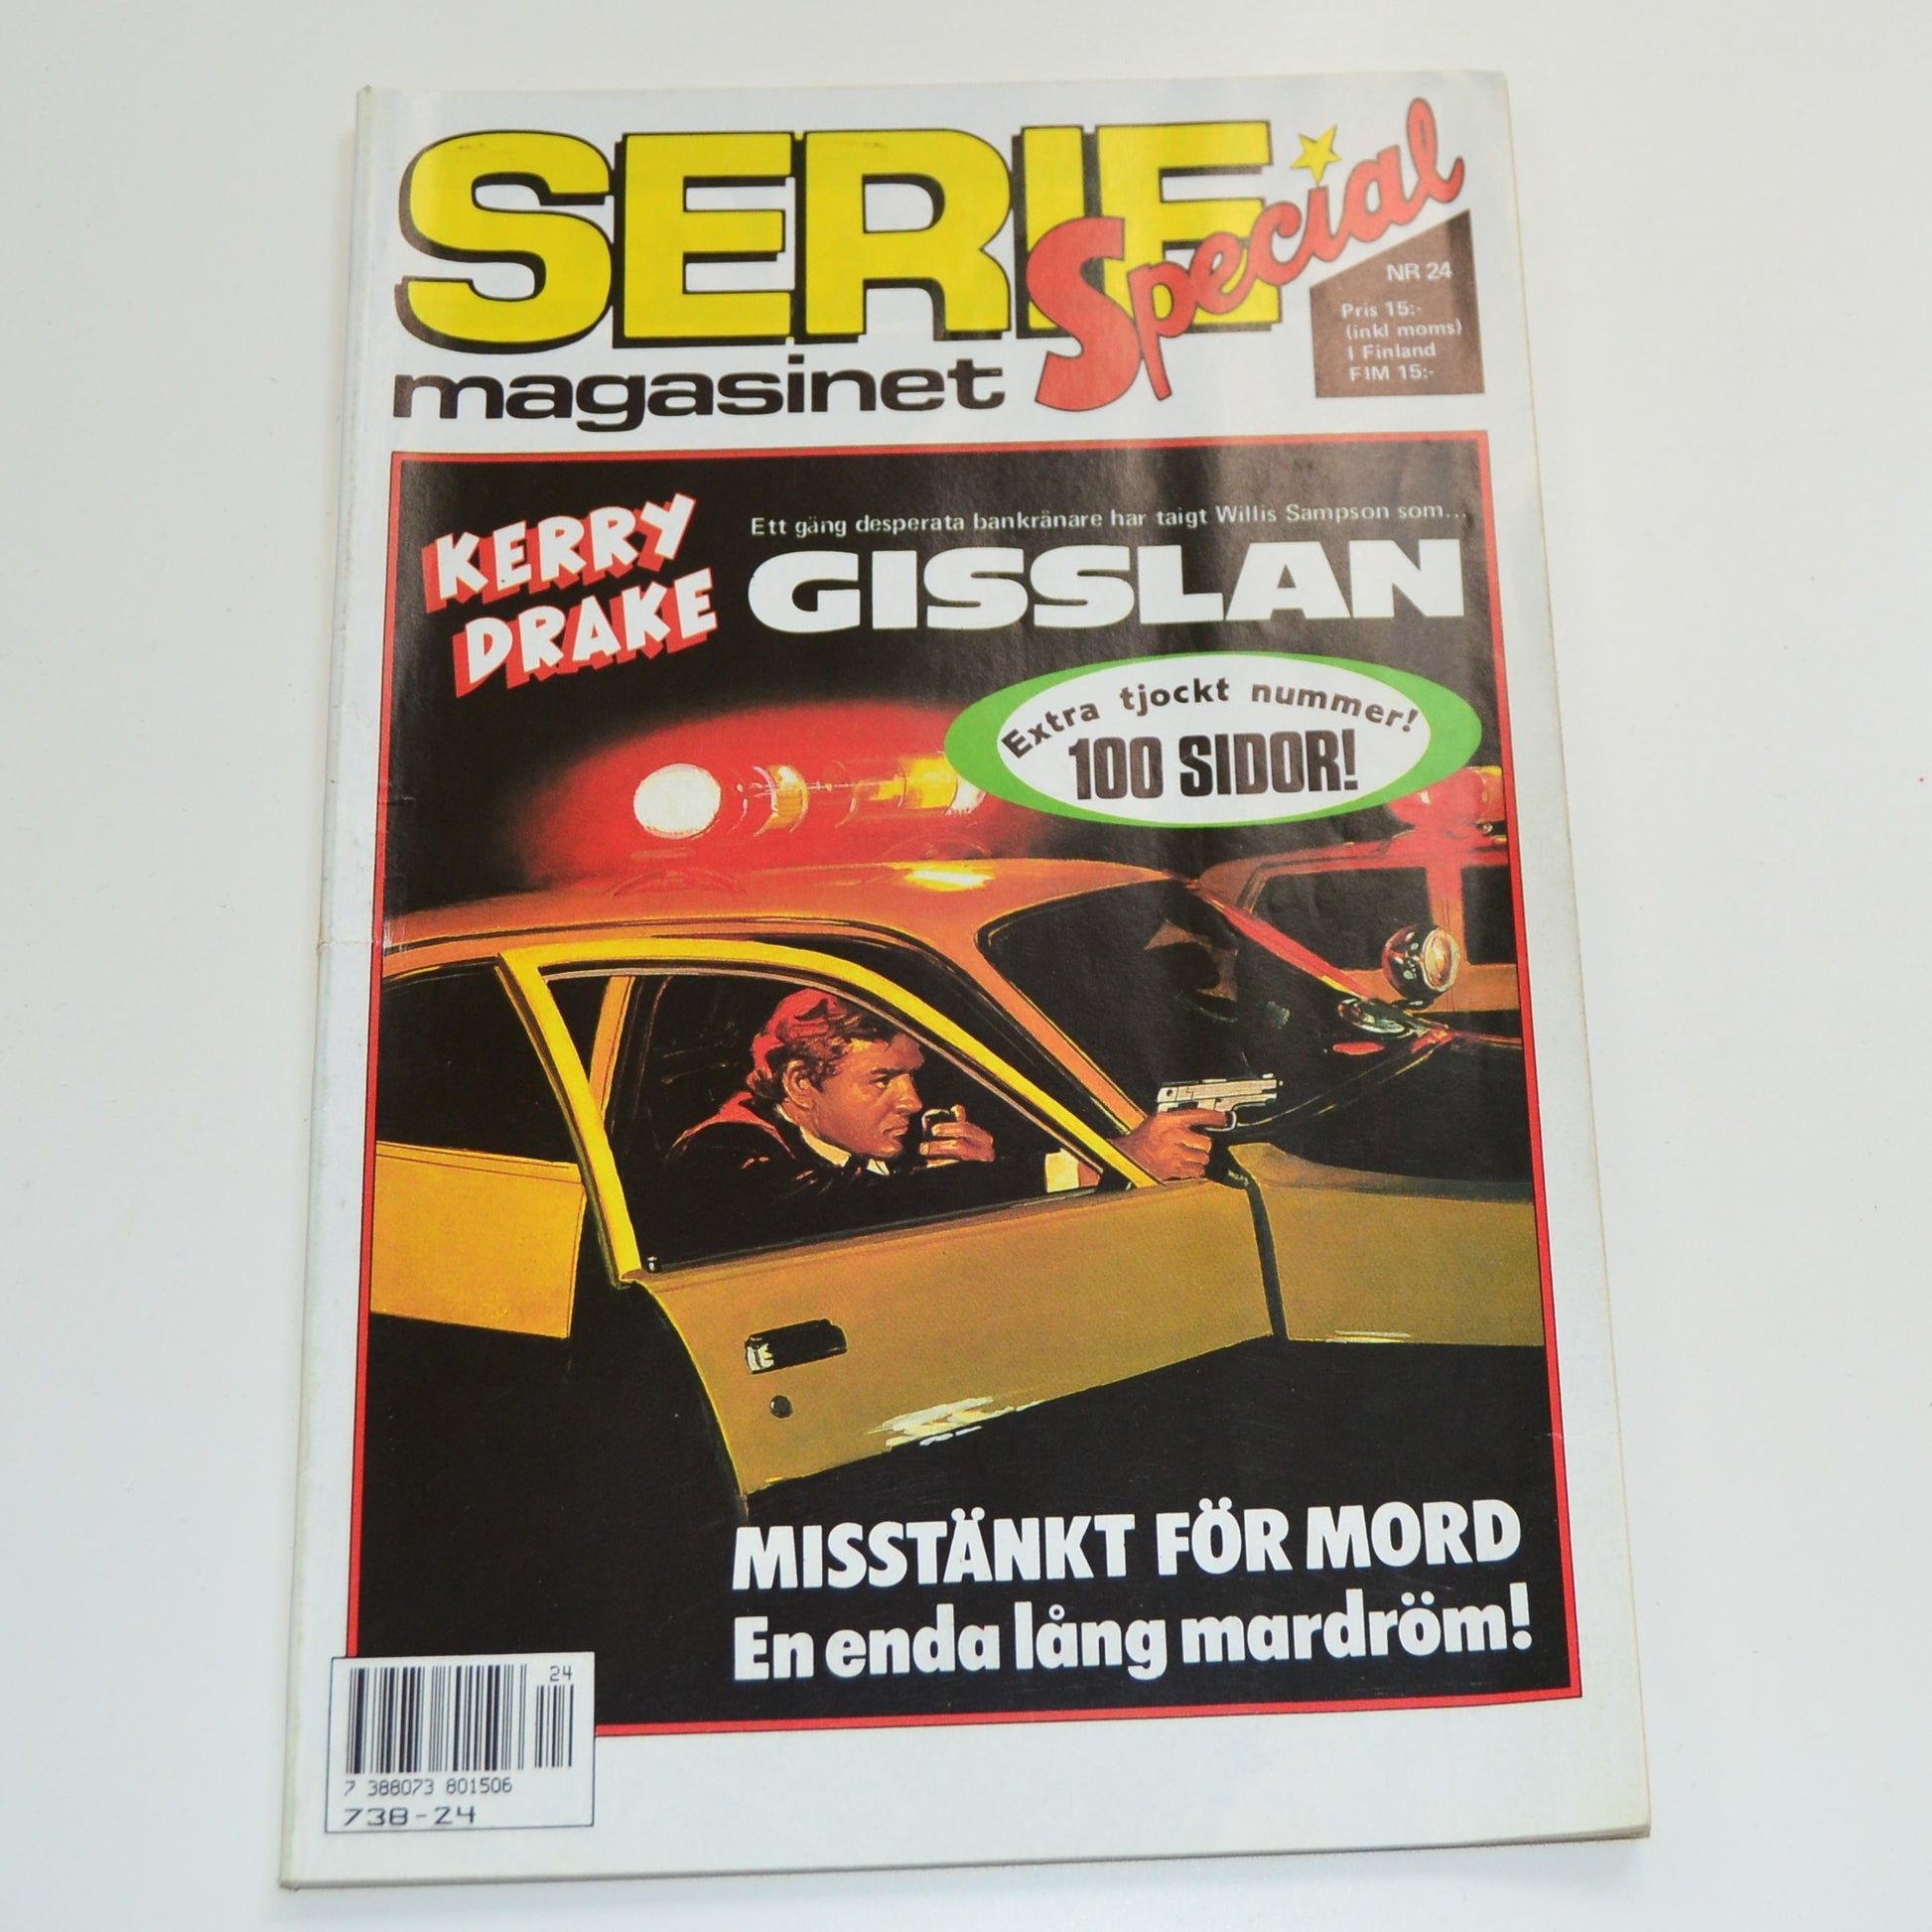 SERIE
Special
magasinet
NR 24
Pris 15:-
(inkl moms)
I Finland
FIM 15:-
KERRY
DRAKE
Ett gäng desperata bankrånare har taigt Willis Sampson som...
GISSLAN
Extra tjockt nummer!
100 SIDOR!
MISSTÄNKT FÖR MORD
En enda lång mardröm!
24
7 388073 801506
738-24